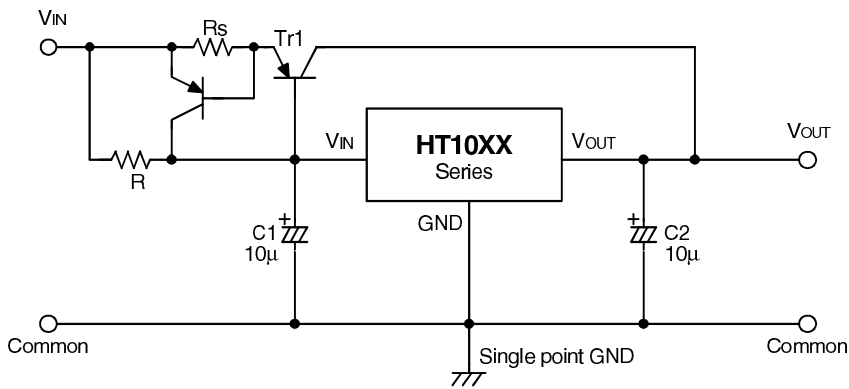 VIN
Rs
Tr1
R
VIN
HT10XX
Series
VOUT
VOUT
GND
C1
10μ
C2
10μ
Common
Single point GND
Common